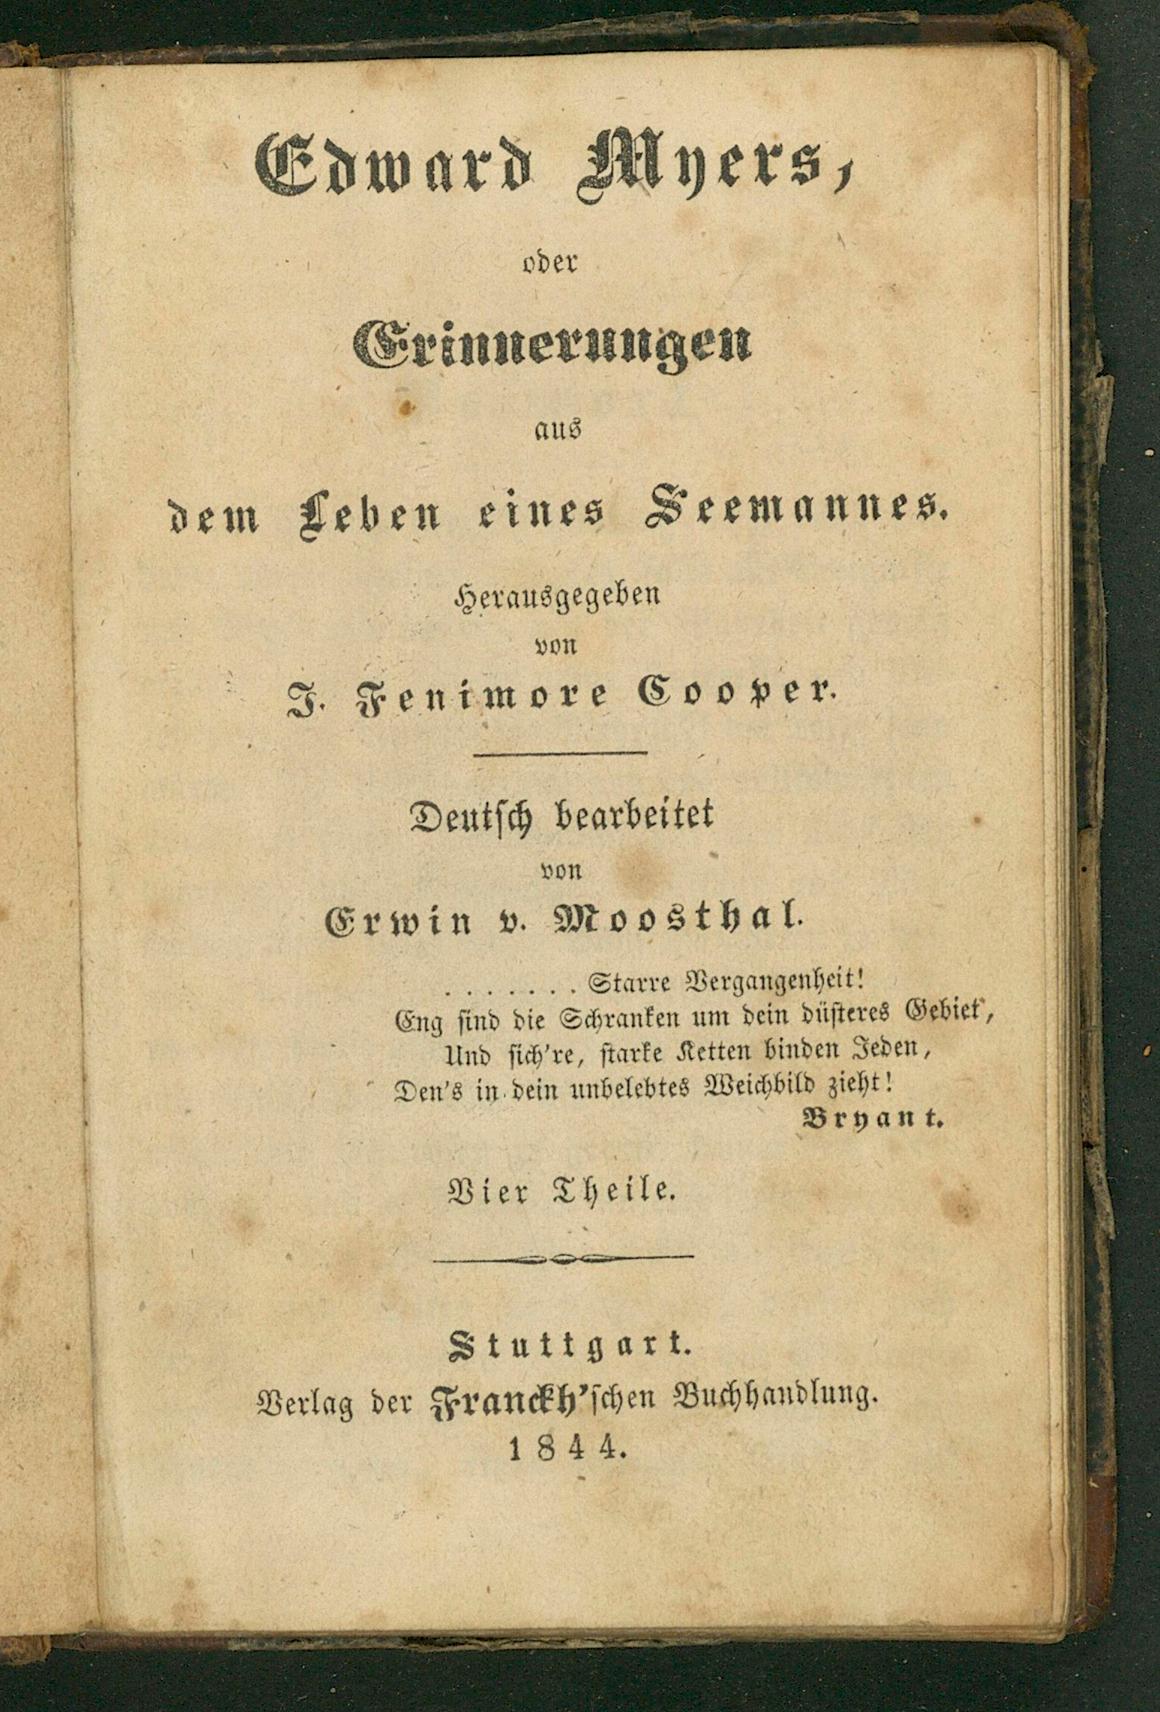 Edward Myers,
oder
Erinnerungen
aus
dem Leben eines Seemannes.
Herausgegeben
von
J. Fenimore Cooper.
Deutsch bearbeitet
von
Erwin v. Moosthal.
. . . . . . . Starre Vergangenheit!
Eng sind die Schranken um dein düsteres Gebiet,
Und sich're, starke Ketten binden Jeden,
Den's in dein unbelebtes Weichbild zieht!
Bryant.
Vier Theile.
Stuttgart.
Verlag der Franckh'schen Buchhandlung.
1844.